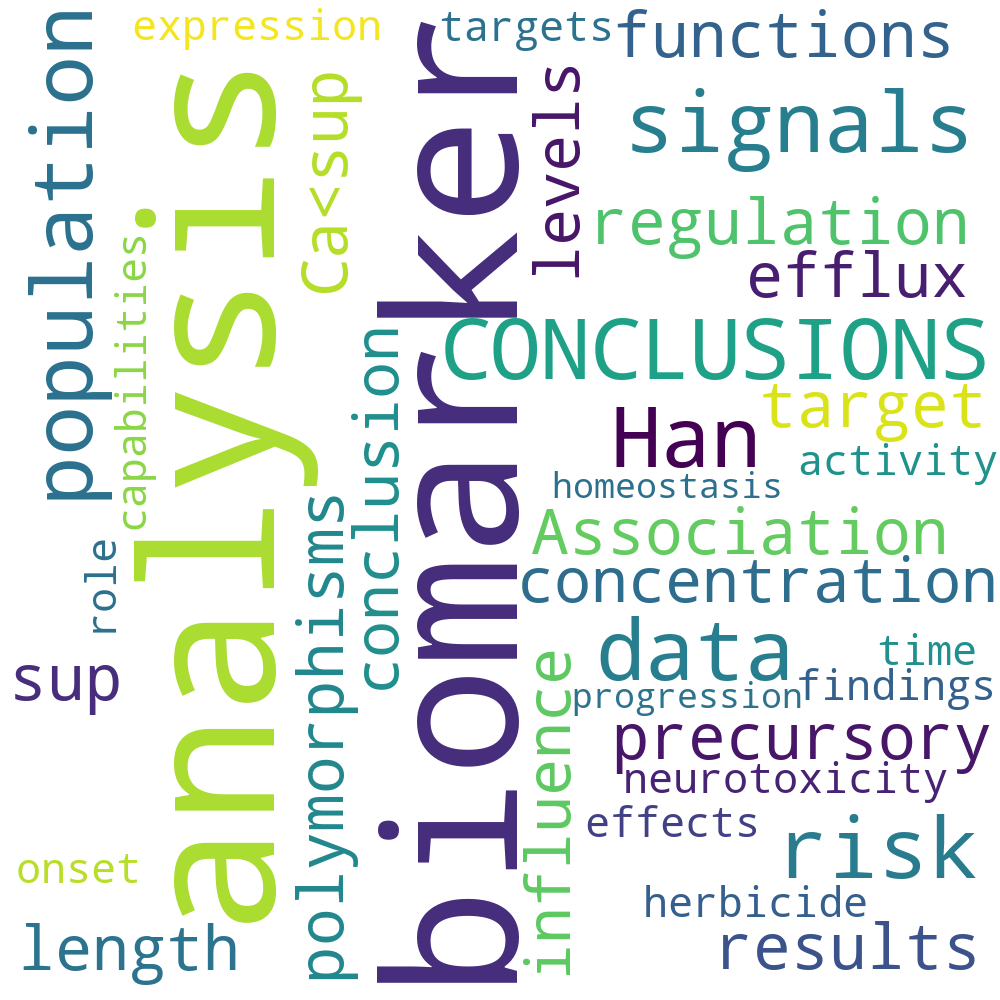 expression
targets
functions
population
analysis
Ca<sup
biomarker
levels
signals
regulation
efflux
capabilities
CONCLUSIONS
conclusion
target
Han
activity
homeostasis
polymorphisms
Association
concentration
role
data
time
sup
influence
progression
findings
precursory
neurotoxicity
effects
risk
onset
herbicide
length
results